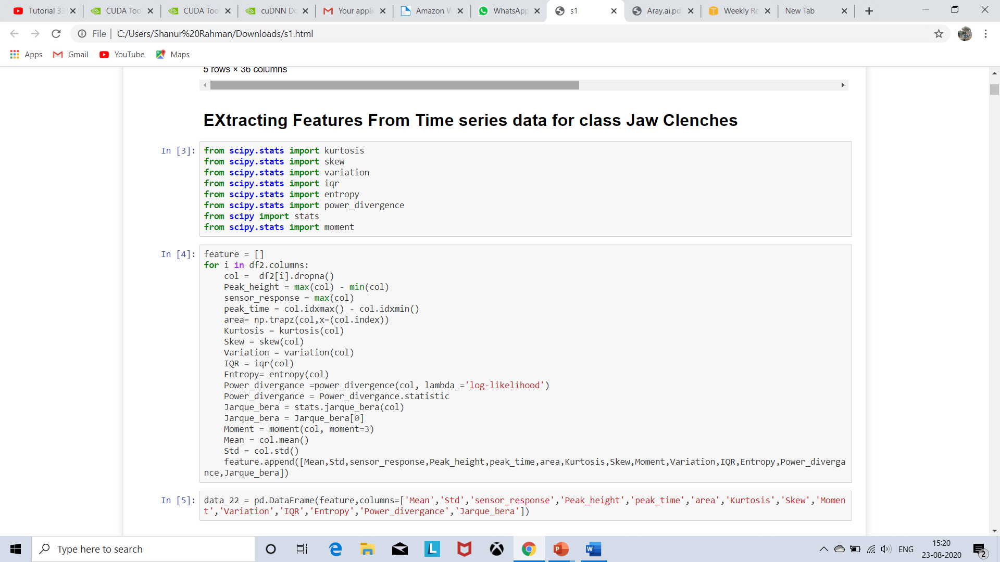 Tutorial 33
CUDA Too
CUDA Too
cuDNN Do
Your appli
Amazon W
WhatsApp
s1
Aray.ai.pd
Weekly Re
New Tab
File | C:/Users/Shanur%20Rahman/Downloads/s1.html
Apps Gmail YouTube Maps
5 rows × 36 columns
EXtracting Features From Time series data for class Jaw Clenches
In [3]: from scipy.stats import kurtosis
from scipy.stats import skew
from scipy.stats import variation
from scipy.stats import iqr
from scipy.stats import entropy
from scipy.stats import power_divergence
from scipy import stats
from scipy.stats import moment
In [4]: feature = []
for i in df2.columns:
    col =  df2[i].dropna()
    Peak_height = max(col) - min(col)
    sensor_response = max(col)
    peak_time = col.idxmax() - col.idxmin()
    area= np.trapz(col,x=(col.index))
    Kurtosis = kurtosis(col)
    Skew = skew(col)
    Variation = variation(col)
    IQR = iqr(col)
    Entropy= entropy(col)
    Power_divergance =power_divergence(col, lambda_='log-likelihood')
    Power_divergance = Power_divergance.statistic
    Jarque_bera = stats.jarque_bera(col)
    Jarque_bera = Jarque_bera[0]
    Moment = moment(col, moment=3)
    Mean = col.mean()
    Std = col.std()
    feature.append([Mean,Std,sensor_response,Peak_height,peak_time,area,Kurtosis,Skew,Moment,Variation,IQR,Entropy,Power_diverga
nce,Jarque_bera])
In [5]: data_22 = pd.DataFrame(feature,columns=['Mean','Std','sensor_response','Peak_height','peak_time','area','Kurtosis','Skew','Momen
t','Variation','IQR','Entropy','Power_divergance','Jarque_bera'])
Type here to search
ENG
15:20
23-08-2020
2